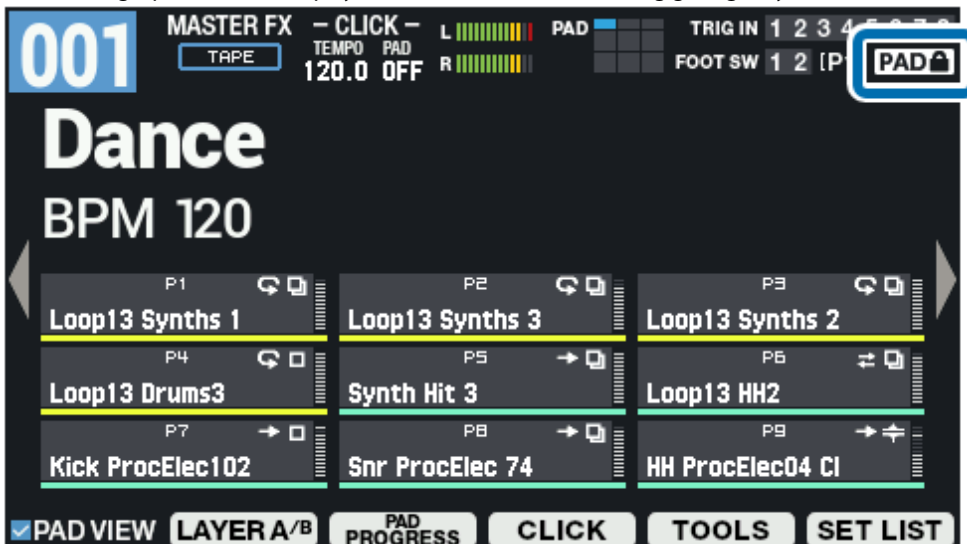 001
MASTER FX
TAPE
– CLICK –
TEMPO PAD
120.0 OFF
L
R
PAD
TRIG IN 1 2 3 4
FOOT SW 1 2
PAD
Dance
BPM 120
P1
Loop13 Synths 1
P2
Loop13 Synths 3
P3
Loop13 Synths 2
P4
Loop13 Drums3
P5
Synth Hit 3
P6
Loop13 HH2
P7
Kick ProcElec102
P8
Snr ProcElec 74
P9
HH ProcElec04 Cl
PAD VIEW
LAYER A/B
PAD PROGRESS
CLICK
TOOLS
SET LIST